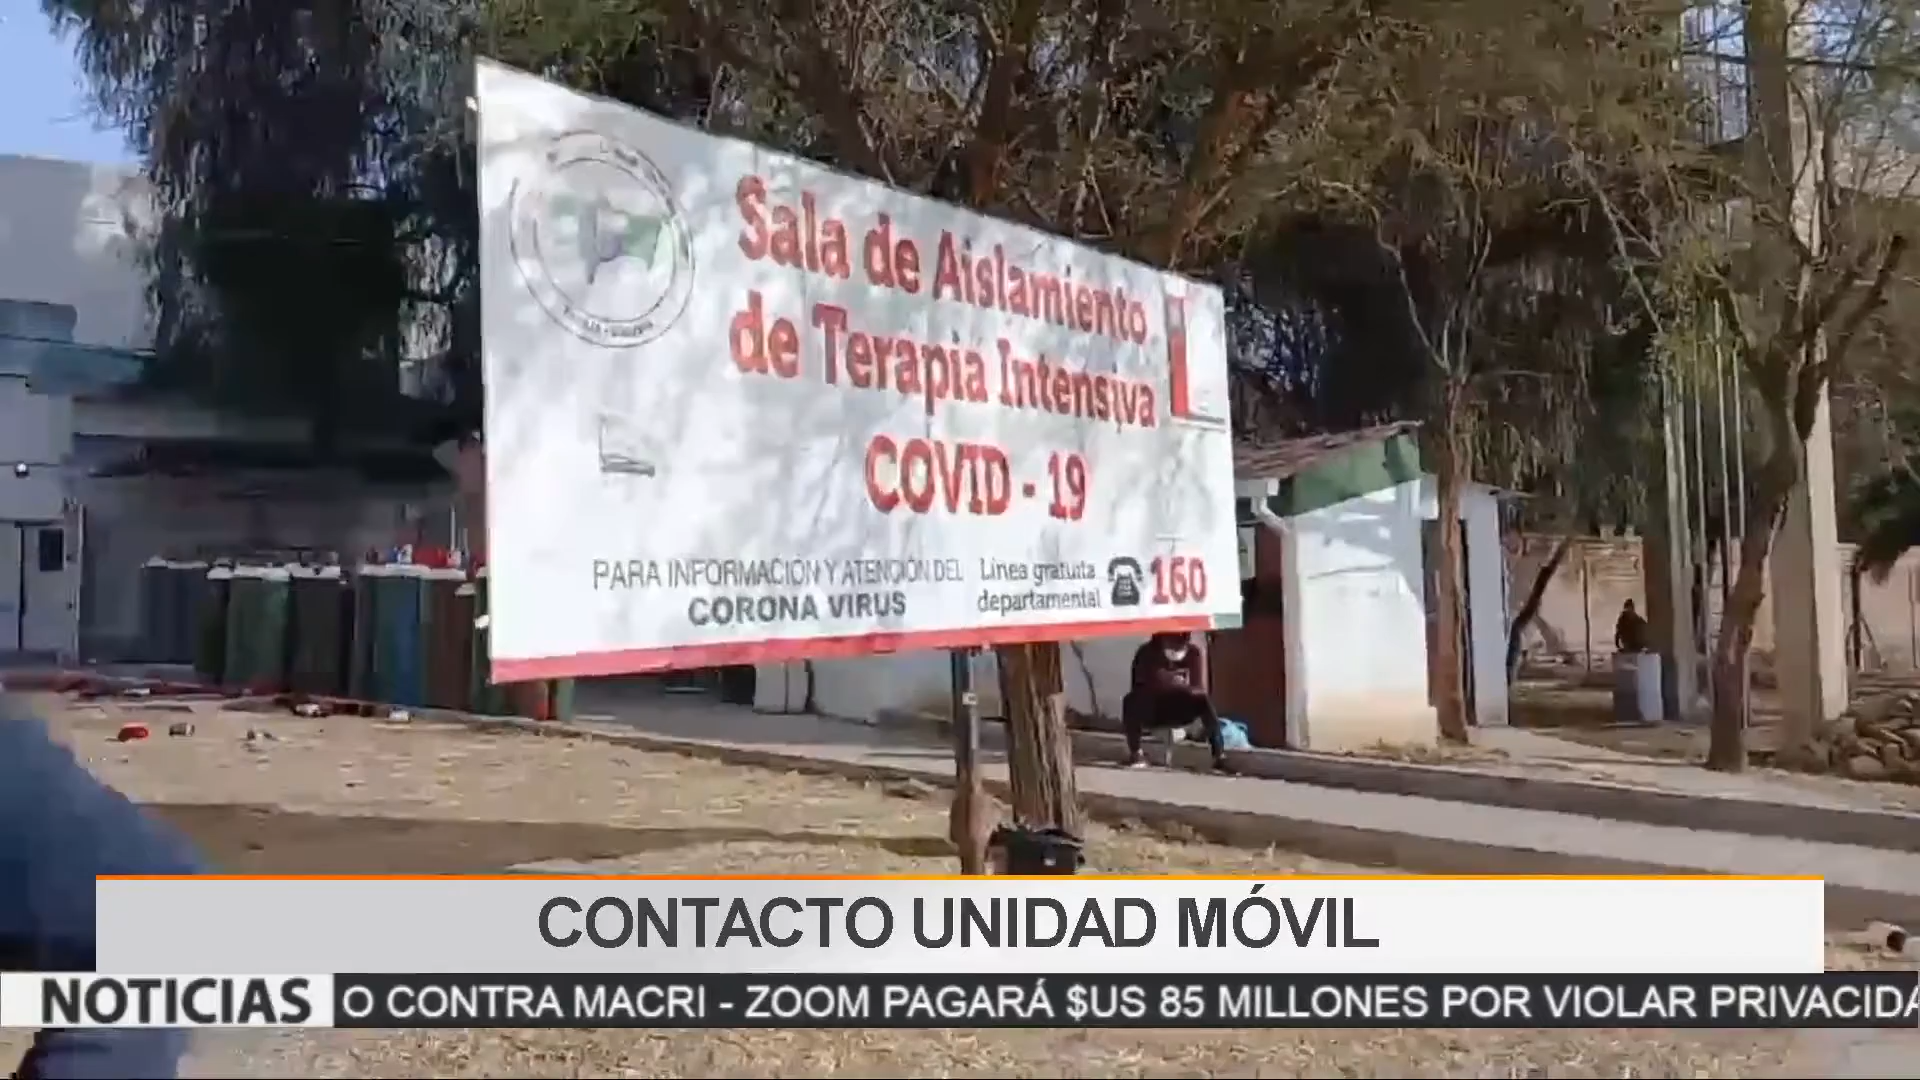 Sala de Aislamiento
de Terapia Intensiva
COVID - 19
PARA INFORMACIÓN Y ATENCIÓN DEL
CORONA VIRUS
Línea gratuita
departamental
160
CONTACTO UNIDAD MÓVIL
NOTICIAS
O CONTRA MACRI - ZOOM PAGARÁ $US 85 MILLONES POR VIOLAR PRIVACIDA